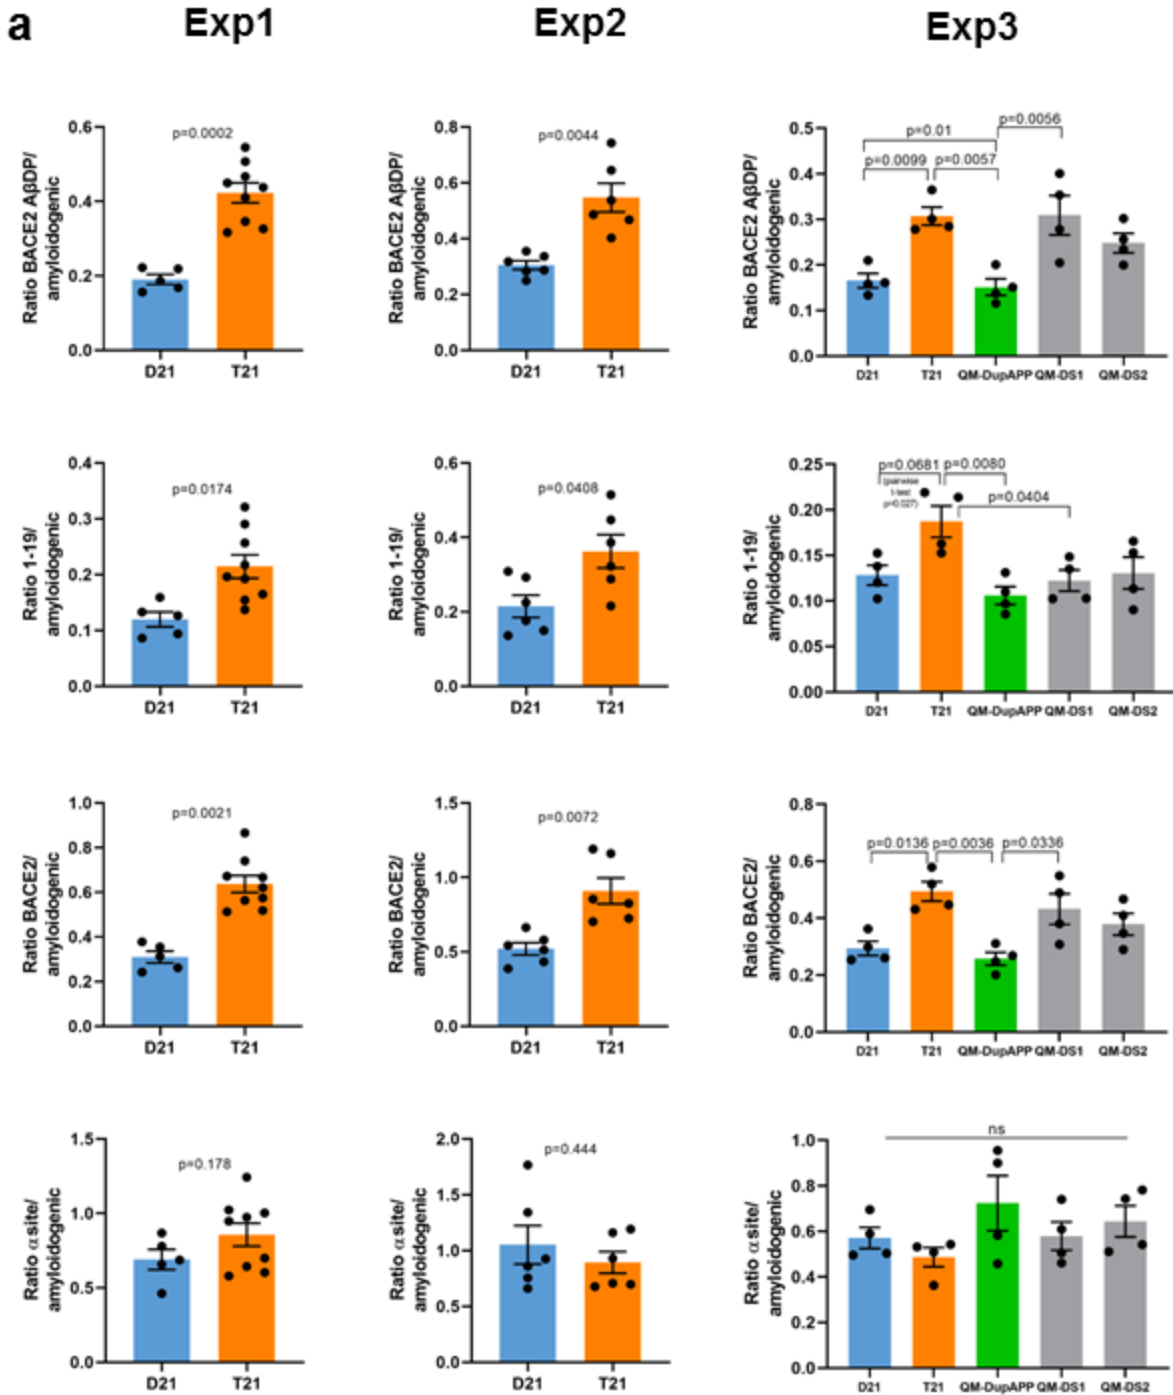 a
Exp1
Exp2
Exp3
Ratio BACE2 AβDP/
amyloidogenic
0.6
0.4
0.2
0.0
p=0.0002
D21
T21
Ratio BACE2 AβDP/
amyloidogenic
0.8
0.6
0.4
0.2
0.0
p=0.0044
D21
T21
Ratio BACE2 AβDP/
amyloidogenic
0.5
0.4
0.3
0.2
0.1
0.0
p=0.0056
p=0.01
p=0.0099
p=0.0057
D21
T21
QM-DupAPP
QM-DS1
QM-DS2
Ratio 1-19/
amyloidogenic
0.4
0.3
0.2
0.1
0.0
p=0.0174
D21
T21
Ratio 1-19/
amyloidogenic
0.6
0.4
0.2
0.0
p=0.0408
D21
T21
Ratio 1-19/
amyloidogenic
0.25
0.20
0.15
0.10
0.05
0.00
p=0.0681
p=0.0080
(pairwise
t-test
p=0.027)
p=0.0404
D21
T21
QM-DupAPP
QM-DS1
QM-DS2
Ratio BACE2/
amyloidogenic
1.0
0.8
0.6
0.4
0.2
0.0
p=0.0021
D21
T21
Ratio BACE2/
amyloidogenic
1.5
1.0
0.5
0.0
p=0.0072
D21
T21
Ratio BACE2/
amyloidogenic
0.8
0.6
0.4
0.2
0.0
p=0.0136
p=0.0036
p=0.0336
D21
T21
QM-DupAPP
QM-DS1
QM-DS2
Ratio α site/
amyloidogenic
1.5
1.0
0.5
0.0
p=0.178
D21
T21
Ratio α site/
amyloidogenic
2.0
1.5
1.0
0.5
0.0
p=0.444
D21
T21
Ratio α site/
amyloidogenic
1.0
0.8
0.6
0.4
0.2
0.0
ns
D21
T21
QM-DupAPP
QM-DS1
QM-DS2